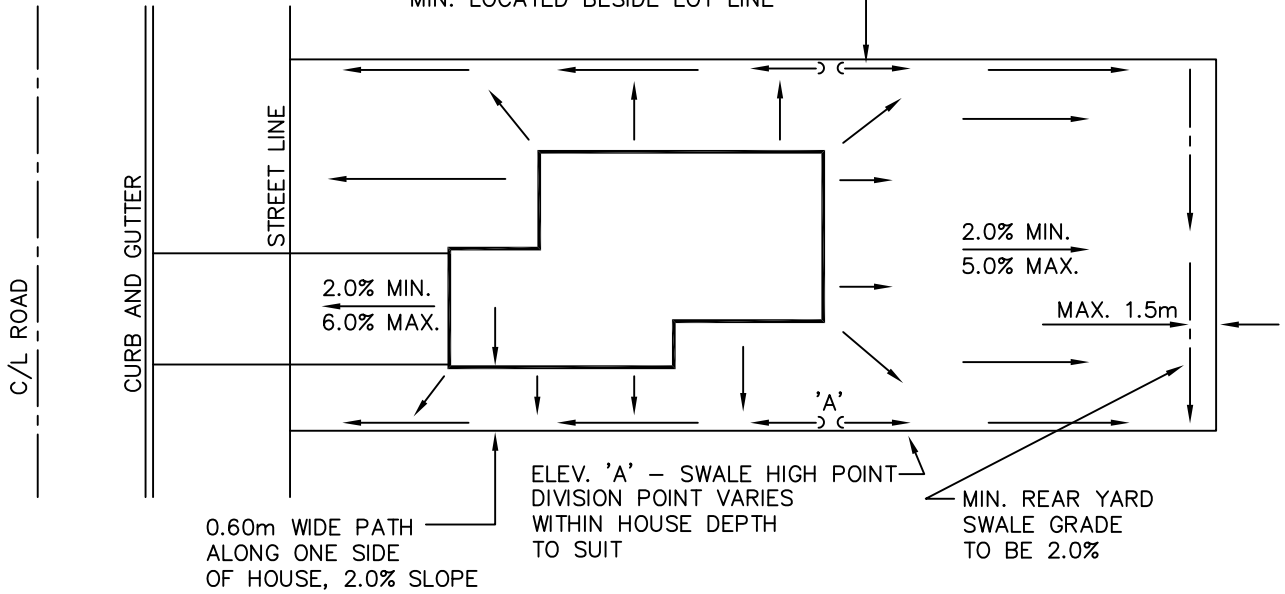 MIN. LOCATED BESIDE LOT LINE
C/L ROAD
CURB AND GUTTER
STREET LINE
2.0% MIN.
6.0% MAX.
2.0% MIN.
5.0% MAX.
MAX. 1.5m
'A'
ELEV. 'A' – SWALE HIGH POINT
DIVISION POINT VARIES
WITHIN HOUSE DEPTH
TO SUIT
MIN. REAR YARD
SWALE GRADE
TO BE 2.0%
0.60m WIDE PATH
ALONG ONE SIDE
OF HOUSE, 2.0% SLOPE